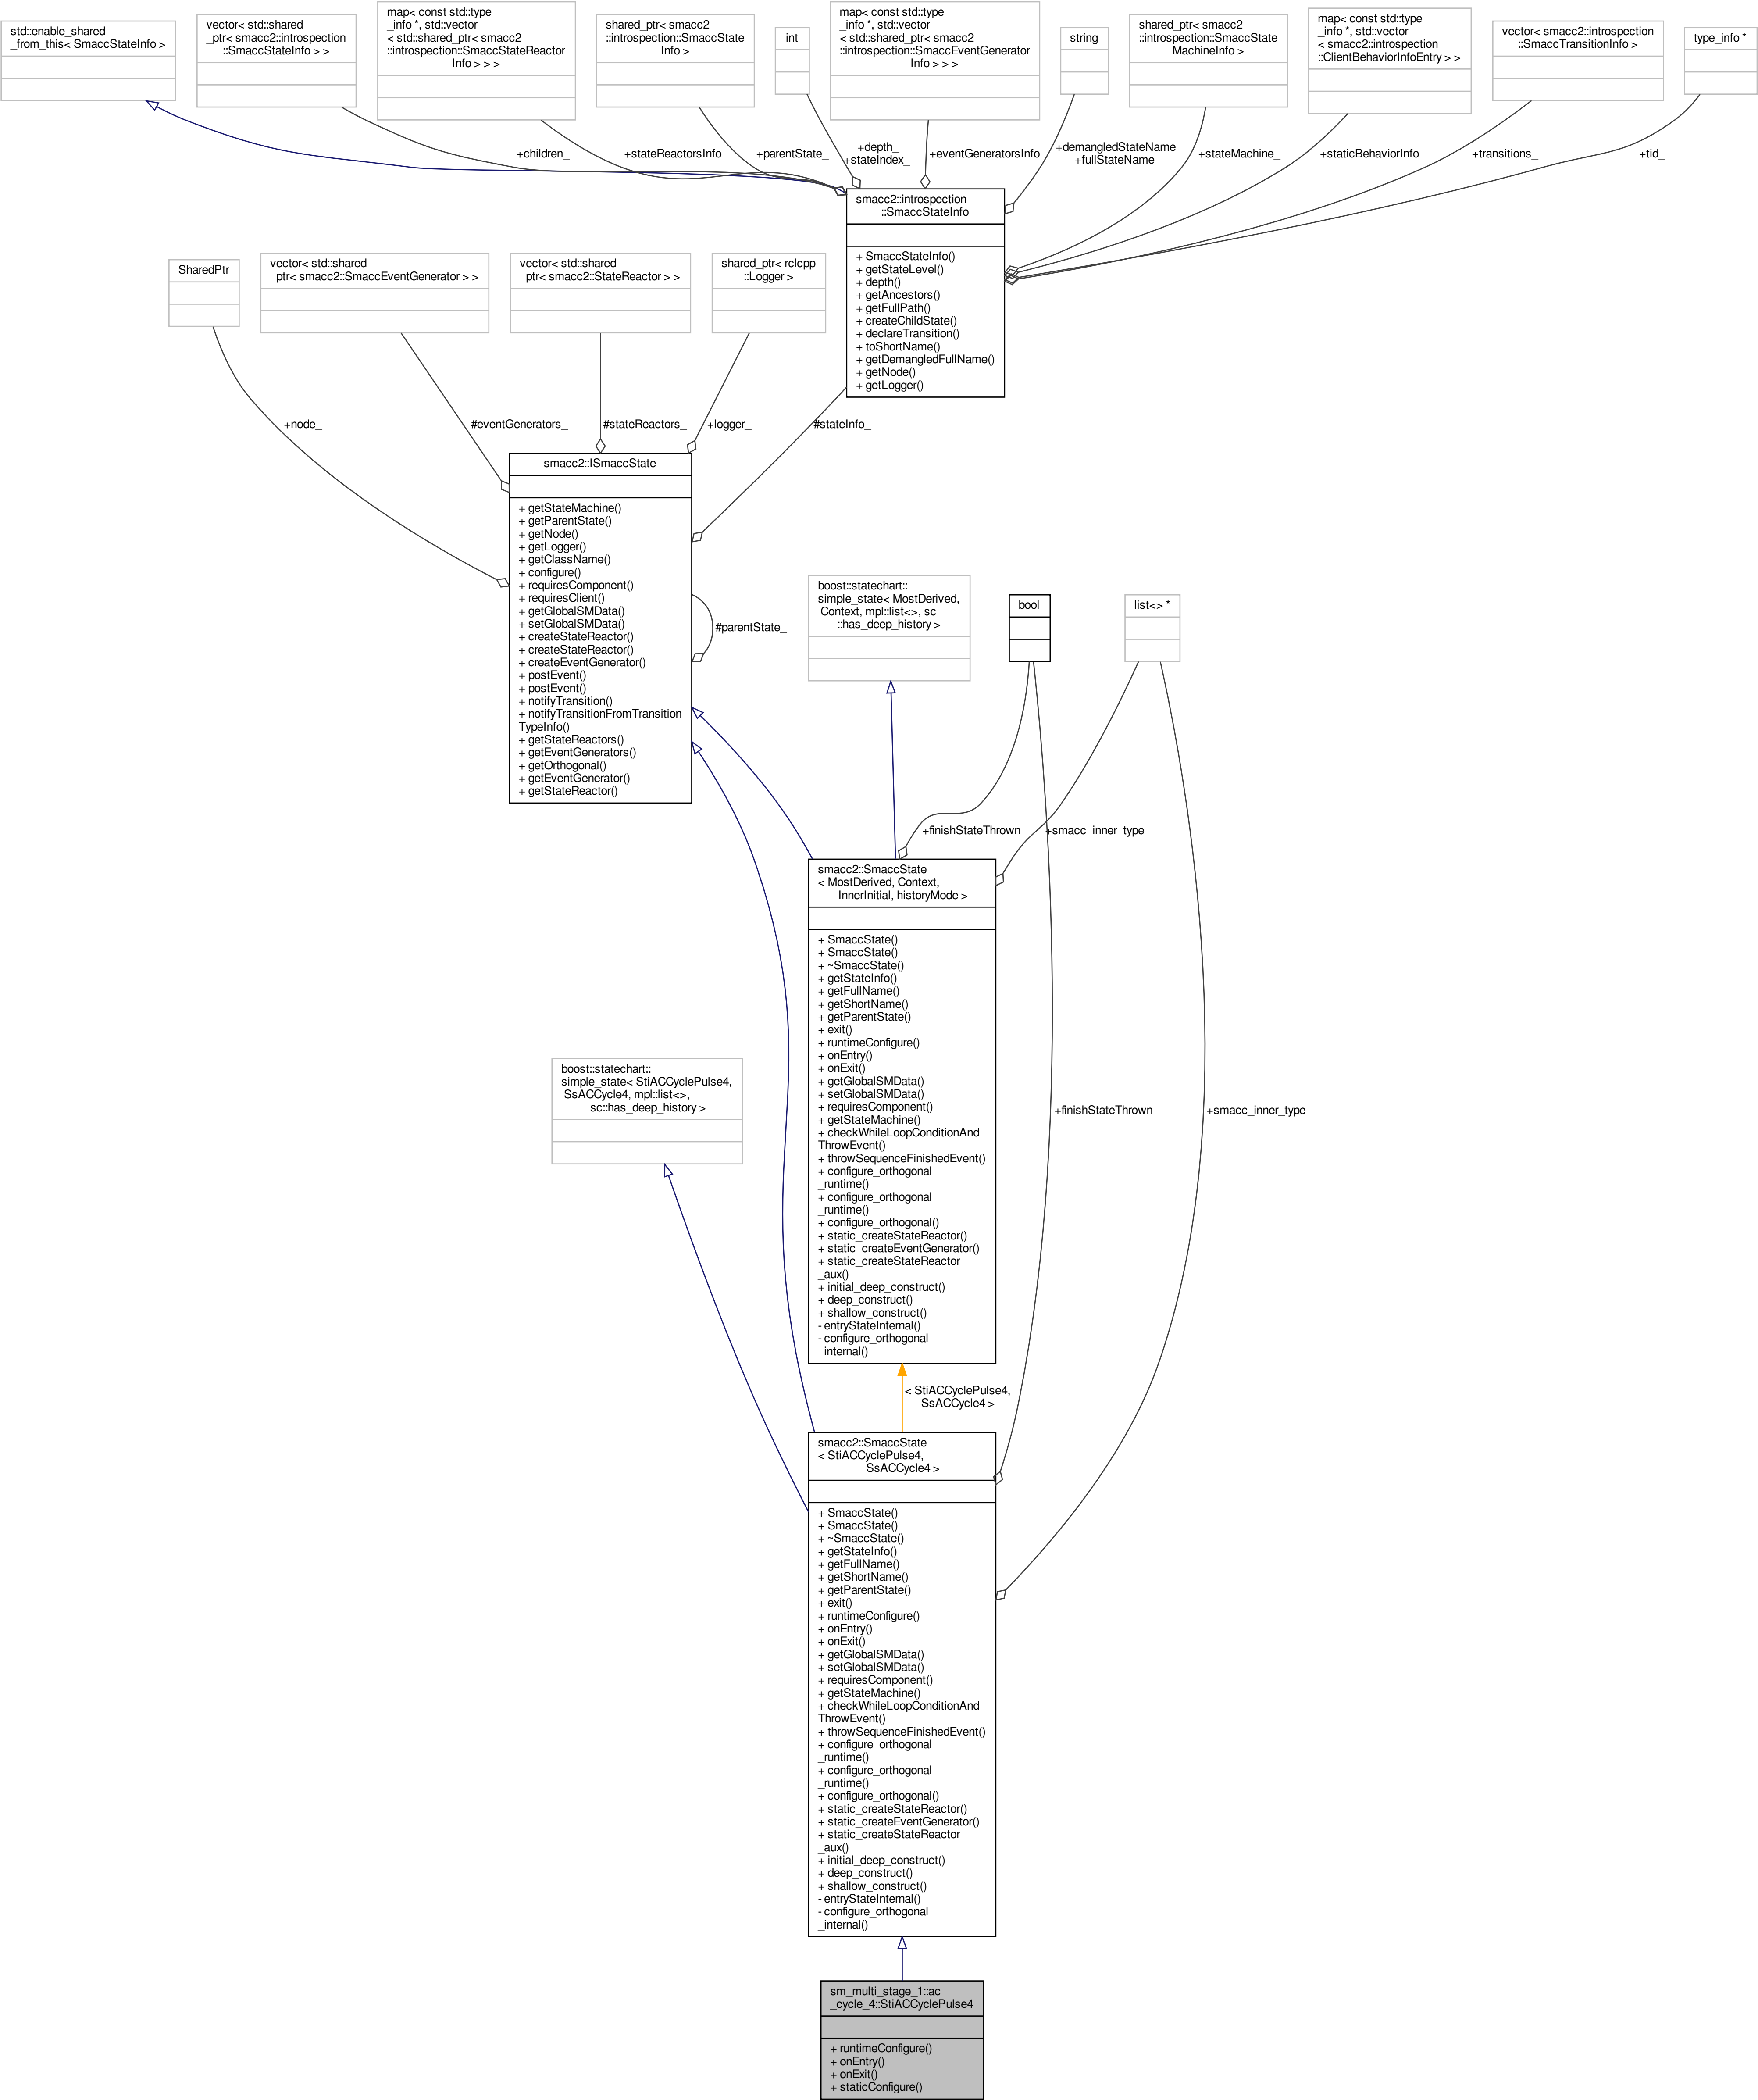 std::enable_shared
_from_this< SmaccStateInfo >
vector< std::shared
_ptr< smacc2::introspection
::SmaccStateInfo > >
map< const std::type
_info *, std::vector
< std::shared_ptr< smacc2
::introspection::SmaccStateReactor
Info > > >
shared_ptr< smacc2
::introspection::SmaccState
Info >
int
map< const std::type
_info *, std::vector
< std::shared_ptr< smacc2
::introspection::SmaccEventGenerator
Info > > >
string
shared_ptr< smacc2
::introspection::SmaccState
MachineInfo >
map< const std::type
_info *, std::vector
< smacc2::introspection
::ClientBehaviorInfoEntry > >
vector< smacc2::introspection
::SmaccTransitionInfo >
type_info *
+children_
+stateReactorsInfo
+parentState_
+depth_
+stateIndex_
+eventGeneratorsInfo
+demangledStateName
+fullStateName
+stateMachine_
+staticBehaviorInfo
+transitions_
+tid_
smacc2::introspection
::SmaccStateInfo
+ SmaccStateInfo()
+ getStateLevel()
+ depth()
+ getAncestors()
+ getFullPath()
+ createChildState()
+ declareTransition()
+ toShortName()
+ getDemangledFullName()
+ getNode()
+ getLogger()
SharedPtr
vector< std::shared
_ptr< smacc2::SmaccEventGenerator > >
vector< std::shared
_ptr< smacc2::StateReactor > >
shared_ptr< rclcpp
::Logger >
+node_
#eventGenerators_
#stateReactors_
+logger_
#stateInfo_
smacc2::ISmaccState
+ getStateMachine()
+ getParentState()
+ getNode()
+ getLogger()
+ getClassName()
+ configure()
+ requiresComponent()
+ requiresClient()
+ getGlobalSMData()
+ setGlobalSMData()
+ createStateReactor()
+ createStateReactor()
+ createEventGenerator()
+ postEvent()
+ postEvent()
+ notifyTransition()
+ notifyTransitionFromTransition
TypeInfo()
+ getStateReactors()
+ getEventGenerators()
+ getOrthogonal()
+ getEventGenerator()
+ getStateReactor()
#parentState_
boost::statechart::
simple_state< MostDerived,
Context, mpl::list<>, sc
::has_deep_history >
bool
list<> *
+finishStateThrown
+smacc_inner_type
smacc2::SmaccState
< MostDerived, Context,
InnerInitial, historyMode >
+ SmaccState()
+ SmaccState()
+ ~SmaccState()
+ getStateInfo()
+ getFullName()
+ getShortName()
+ getParentState()
+ exit()
+ runtimeConfigure()
+ onEntry()
+ onExit()
+ getGlobalSMData()
+ setGlobalSMData()
+ requiresComponent()
+ getStateMachine()
+ checkWhileLoopConditionAnd
ThrowEvent()
+ throwSequenceFinishedEvent()
+ configure_orthogonal
_runtime()
+ configure_orthogonal
_runtime()
+ configure_orthogonal()
+ static_createStateReactor()
+ static_createEventGenerator()
+ static_createStateReactor
_aux()
+ initial_deep_construct()
+ deep_construct()
+ shallow_construct()
- entryStateInternal()
- configure_orthogonal
_internal()
boost::statechart::
simple_state< StiACCyclePulse4,
SsACCycle4, mpl::list<>,
sc::has_deep_history >
+finishStateThrown
+smacc_inner_type
< StiACCyclePulse4,
SsACCycle4 >
smacc2::SmaccState
< StiACCyclePulse4,
SsACCycle4 >
+ SmaccState()
+ SmaccState()
+ ~SmaccState()
+ getStateInfo()
+ getFullName()
+ getShortName()
+ getParentState()
+ exit()
+ runtimeConfigure()
+ onEntry()
+ onExit()
+ getGlobalSMData()
+ setGlobalSMData()
+ requiresComponent()
+ getStateMachine()
+ checkWhileLoopConditionAnd
ThrowEvent()
+ throwSequenceFinishedEvent()
+ configure_orthogonal
_runtime()
+ configure_orthogonal
_runtime()
+ configure_orthogonal()
+ static_createStateReactor()
+ static_createEventGenerator()
+ static_createStateReactor
_aux()
+ initial_deep_construct()
+ deep_construct()
+ shallow_construct()
- entryStateInternal()
- configure_orthogonal
_internal()
sm_multi_stage_1::ac
_cycle_4::StiACCyclePulse4
+ runtimeConfigure()
+ onEntry()
+ onExit()
+ staticConfigure()